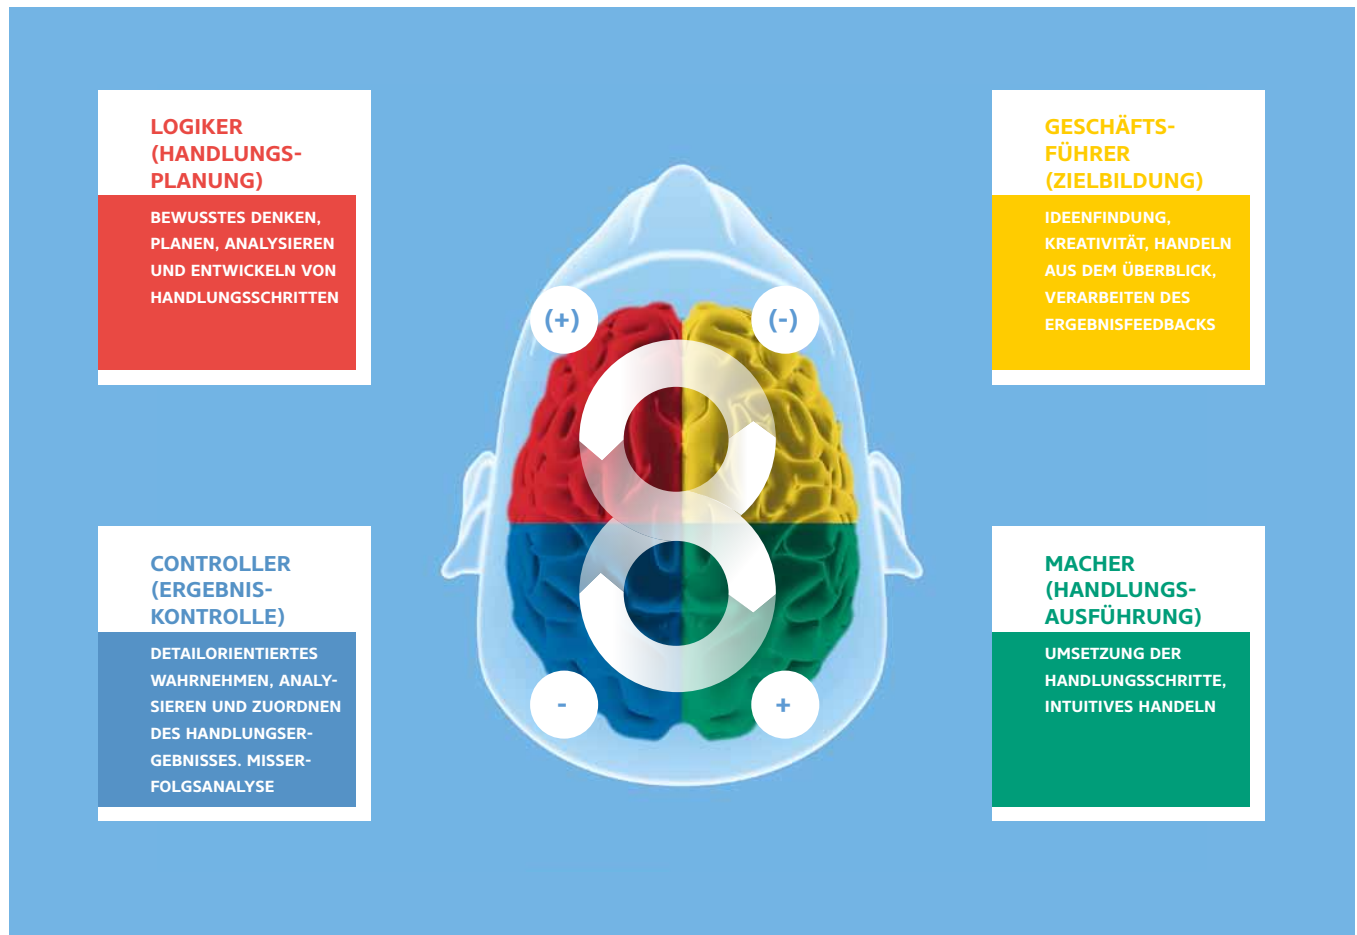 LOGIKER
(HANDLUNGS-
PLANUNG)
BEWUSSTES DENKEN,
PLANEN, ANALYSIEREN
UND ENTWICKELN VON
HANDLUNGSSCHRITTEN
GESCHÄFTS-
FÜHRER
(ZIELBILDUNG)
IDEENFINDUNG,
KREATIVITÄT, HANDELN
AUS DEM ÜBERBLICK,
VERARBEITEN DES
ERGEBNISFEEDBACKS
(+)
(-)
CONTROLLER
(ERGEBNIS-
KONTROLLE)
DETAILORIENTIERTES
WAHRNEHMEN, ANALY-
SIEREN UND ZUORDNEN
DES HANDLUNGSER-
GEBNISSES. MISSER-
FOLGSANALYSE
-
+
MACHER
(HANDLUNGS-
AUSFÜHRUNG)
UMSETZUNG DER
HANDLUNGSSCHRITTE,
INTUITIVES HANDELN